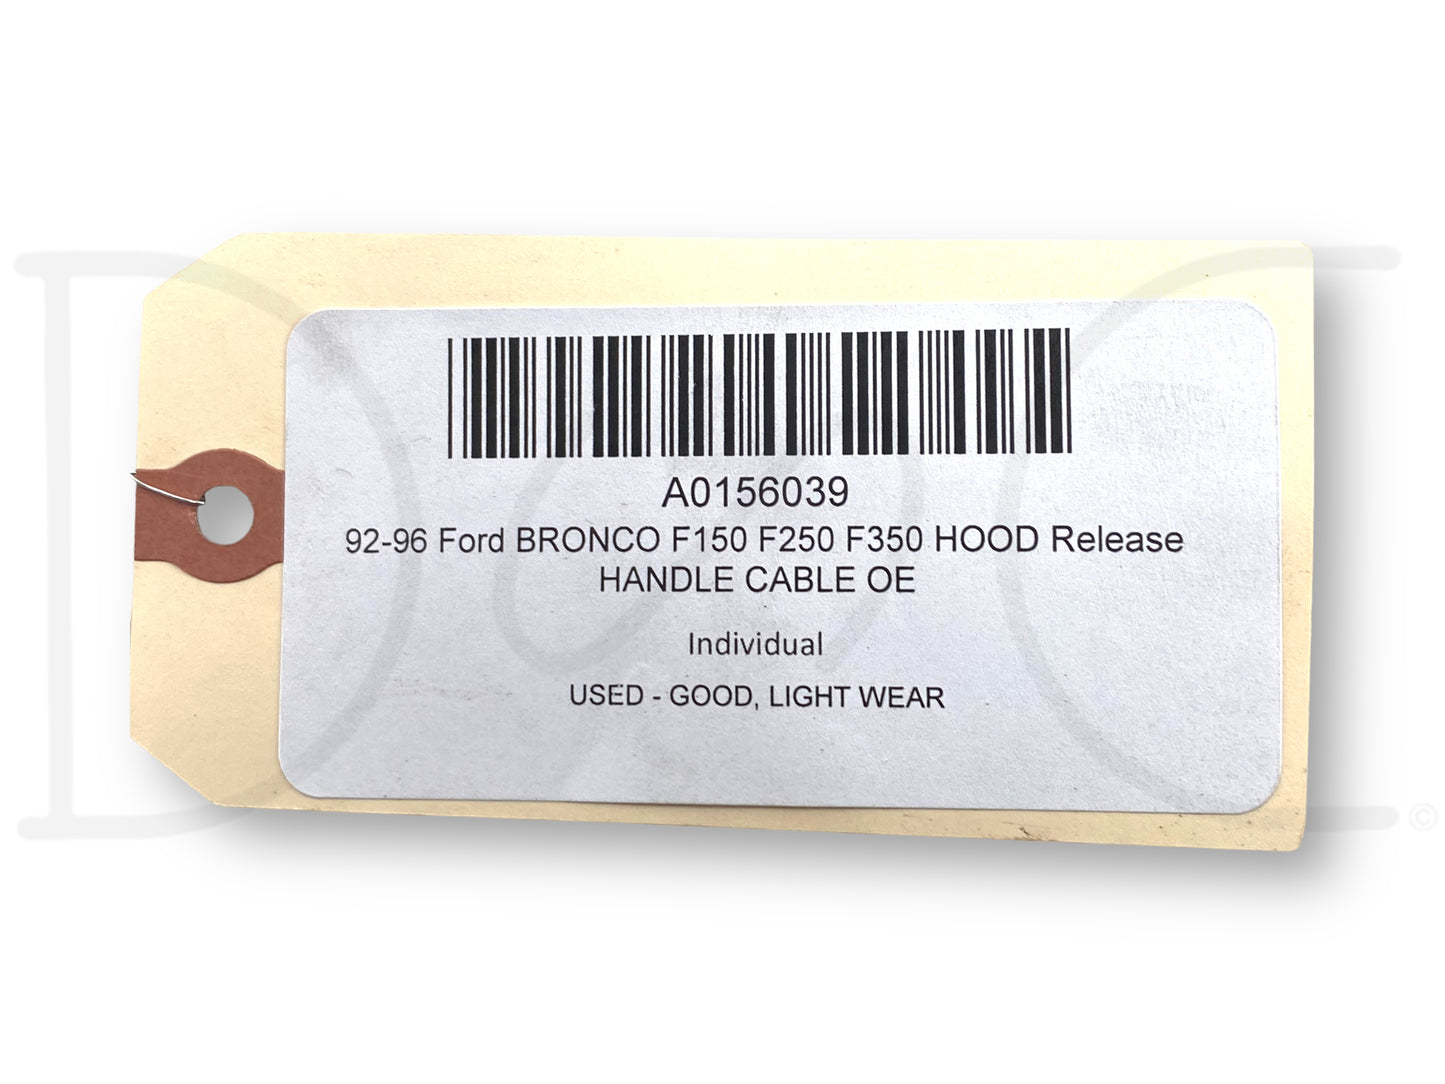 A0156039
92-96 Ford BRONCO F150 F250 F350 HOOD Release
HANDLE CABLE OE
Individual
USED - GOOD, LIGHT WEAR
©